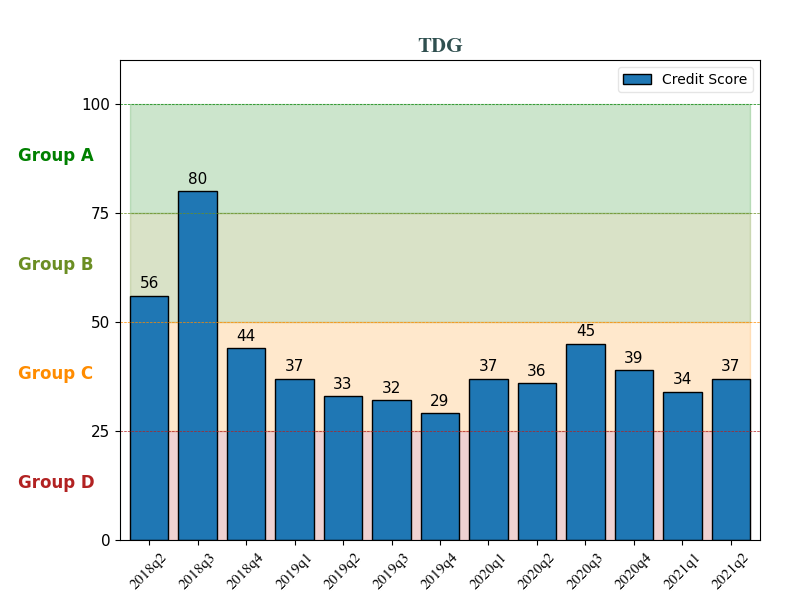 TDG
Credit Score
100
Group A
80
75
Group B
56
50
44
45
37
33
32
29
37
36
39
34
37
Group C
25
Group D
0
2018q2
2018q3
2018q4
2019q1
2019q2
2019q3
2019q4
2020q1
2020q2
2020q3
2020q4
2021q1
2021q2